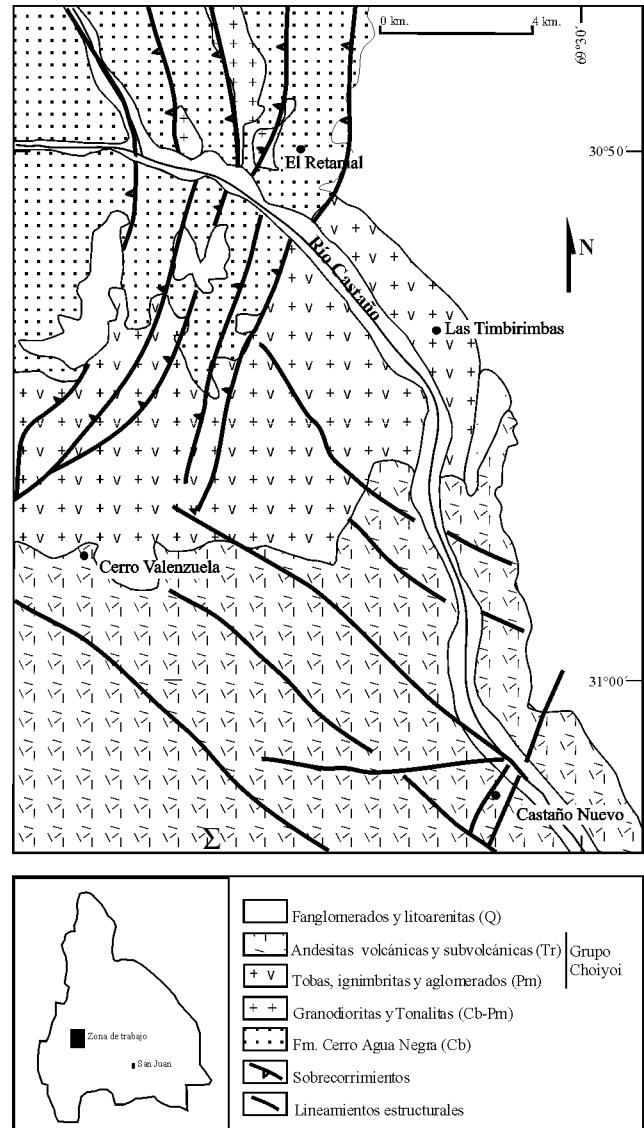 0 km. 4 km.
69°30´
30°50´
El Retamal
N
Río Castaño
Las Timbirimbas
Cerro Valenzuela
31°00
Castaño Nuevo
Σ
Zona de trabajo
San Juan
Fanglomerados y litoarenitas (Q)
Andesitas volcánicas y subvolcánicas (Tr)
Tobas, ignimbritas y aglomerados (Pm)
Grupo
Choiyoi
Granodioritas y Tonalitas (Cb-Pm)
Fm. Cerro Agua Negra (Cb)
Sobrecorrimientos
Lineamientos estructurales